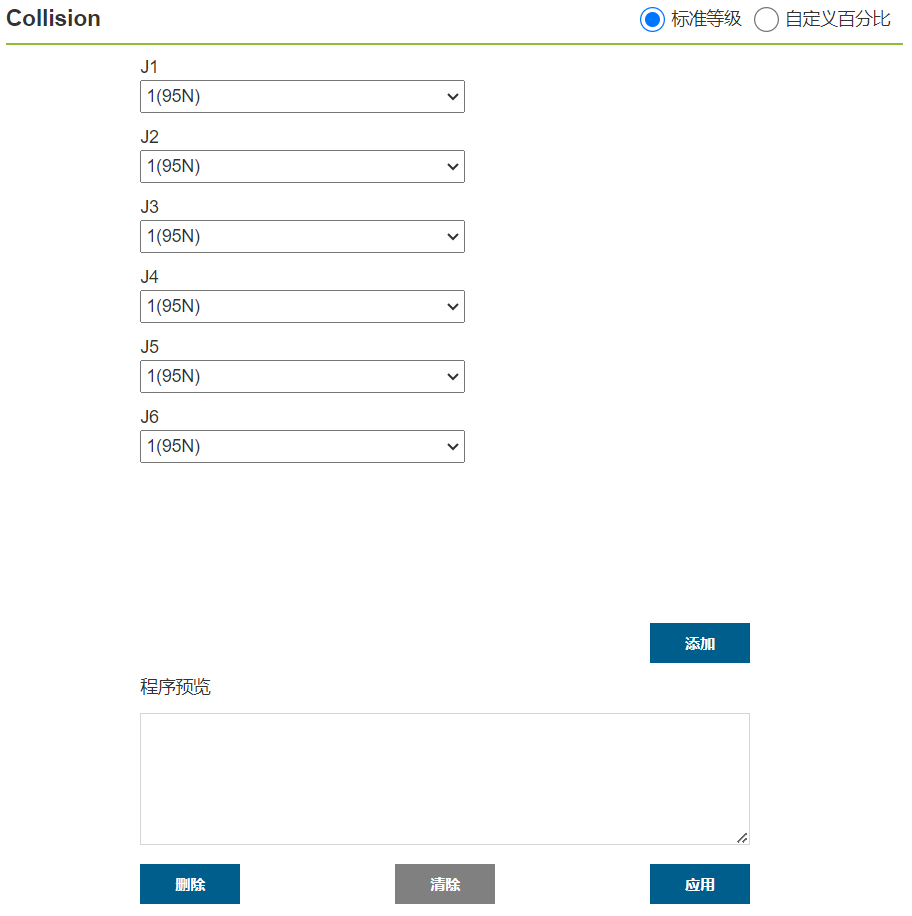 Collision
标准等级 自定义百分比
J1
1(95N)
J2
1(95N)
J3
1(95N)
J4
1(95N)
J5
1(95N)
J6
1(95N)
添加
程序预览
删除 清除 应用